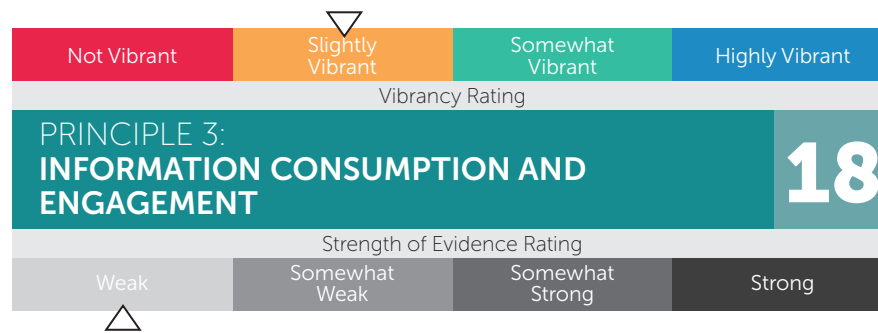 Not Vibrant
Slightly
Vibrant
Somewhat
Vibrant
Highly Vibrant
Vibrancy Rating
PRINCIPLE 3:
INFORMATION CONSUMPTION AND
ENGAGEMENT
18
Strength of Evidence Rating
Weak
Somewhat
Weak
Somewhat
Strong
Strong